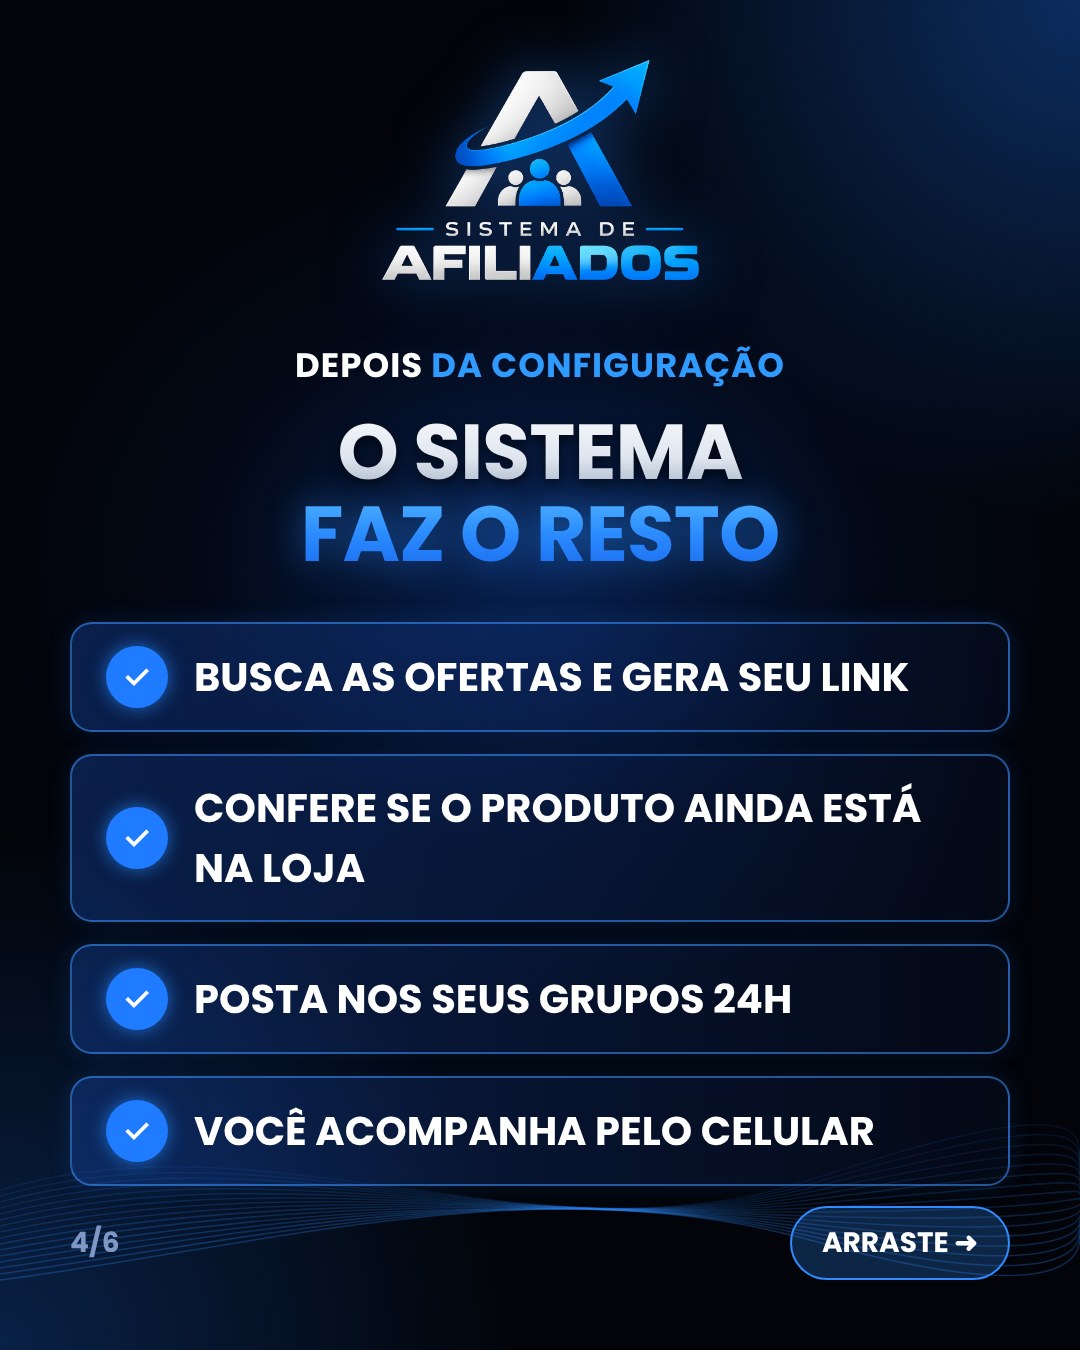 SISTEMA DE
AFILIADOS
DEPOIS DA CONFIGURAÇÃO
O SISTEMA
FAZ O RESTO
BUSCA AS OFERTAS E GERA SEU LINK
CONFERE SE O PRODUTO AINDA ESTÁ
NA LOJA
POSTA NOS SEUS GRUPOS 24H
VOCÊ ACOMPANHA PELO CELULAR
4/6
ARRASTE →